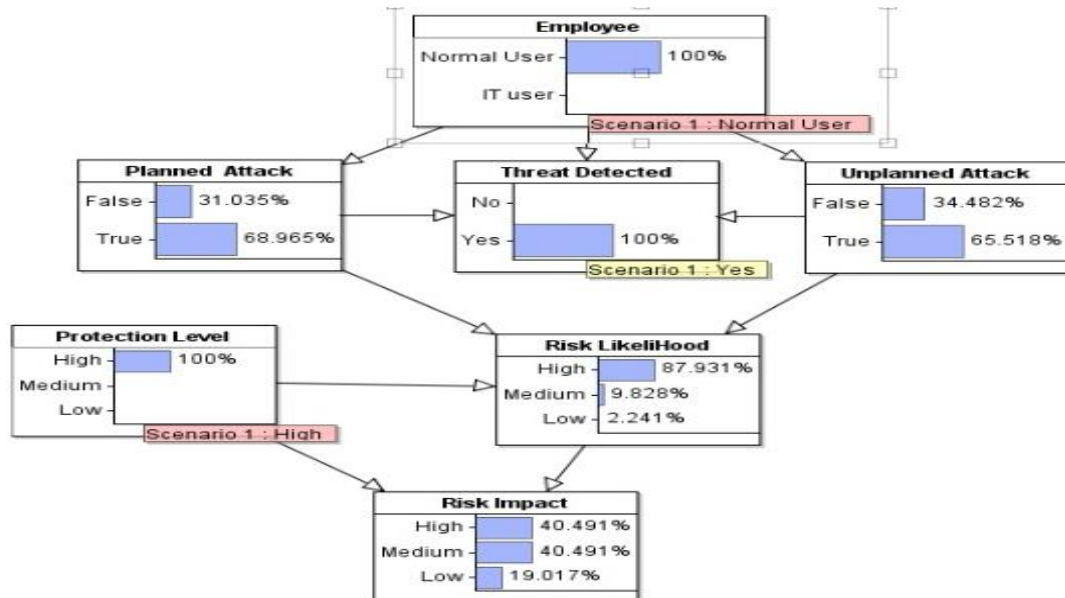 Employee
Normal User 100%
IT user
Scenario 1 : Normal User
Planned Attack
False 31.035%
True 68.965%
Threat Detected
No
Yes 100%
Scenario 1 : Yes
Unplanned Attack
False 34.482%
True 65.518%
Protection Level
High 100%
Medium
Low
Scenario 1 : High
Risk LikeliHood
High 87.931%
Medium 9.828%
Low 2.241%
Risk Impact
High 40.491%
Medium 40.491%
Low 19.017%